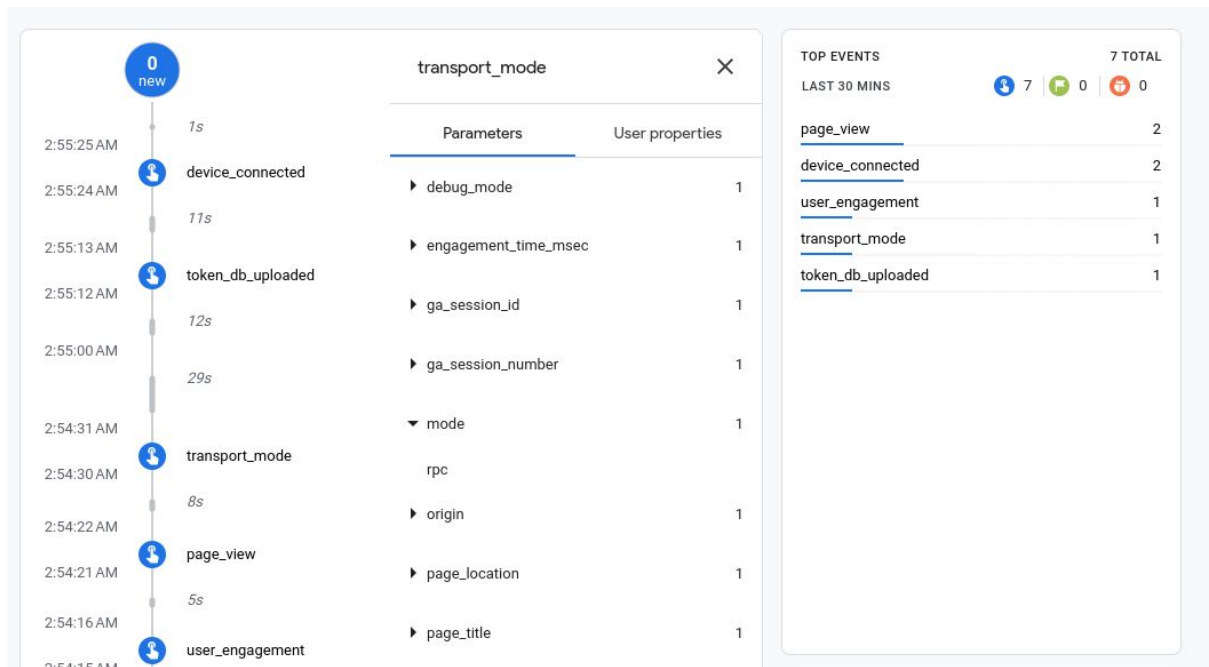 0
new
1s
2:55:25 AM
device_connected
2:55:24 AM
11s
2:55:13 AM
token_db_uploaded
2:55:12 AM
12s
2:55:00 AM
29s
2:54:31 AM
transport_mode
2:54:30 AM
8s
2:54:22 AM
page_view
2:54:21 AM
5s
2:54:16 AM
user_engagement
2:54:15 AM
transport_mode
Parameters User properties
debug_mode 1
engagement_time_msec 1
ga_session_id 1
ga_session_number 1
mode 1
rpc
origin 1
page_location 1
page_title 1
TOP EVENTS 7 TOTAL
LAST 30 MINS 7 0 0
page_view 2
device_connected 2
user_engagement 1
transport_mode 1
token_db_uploaded 1